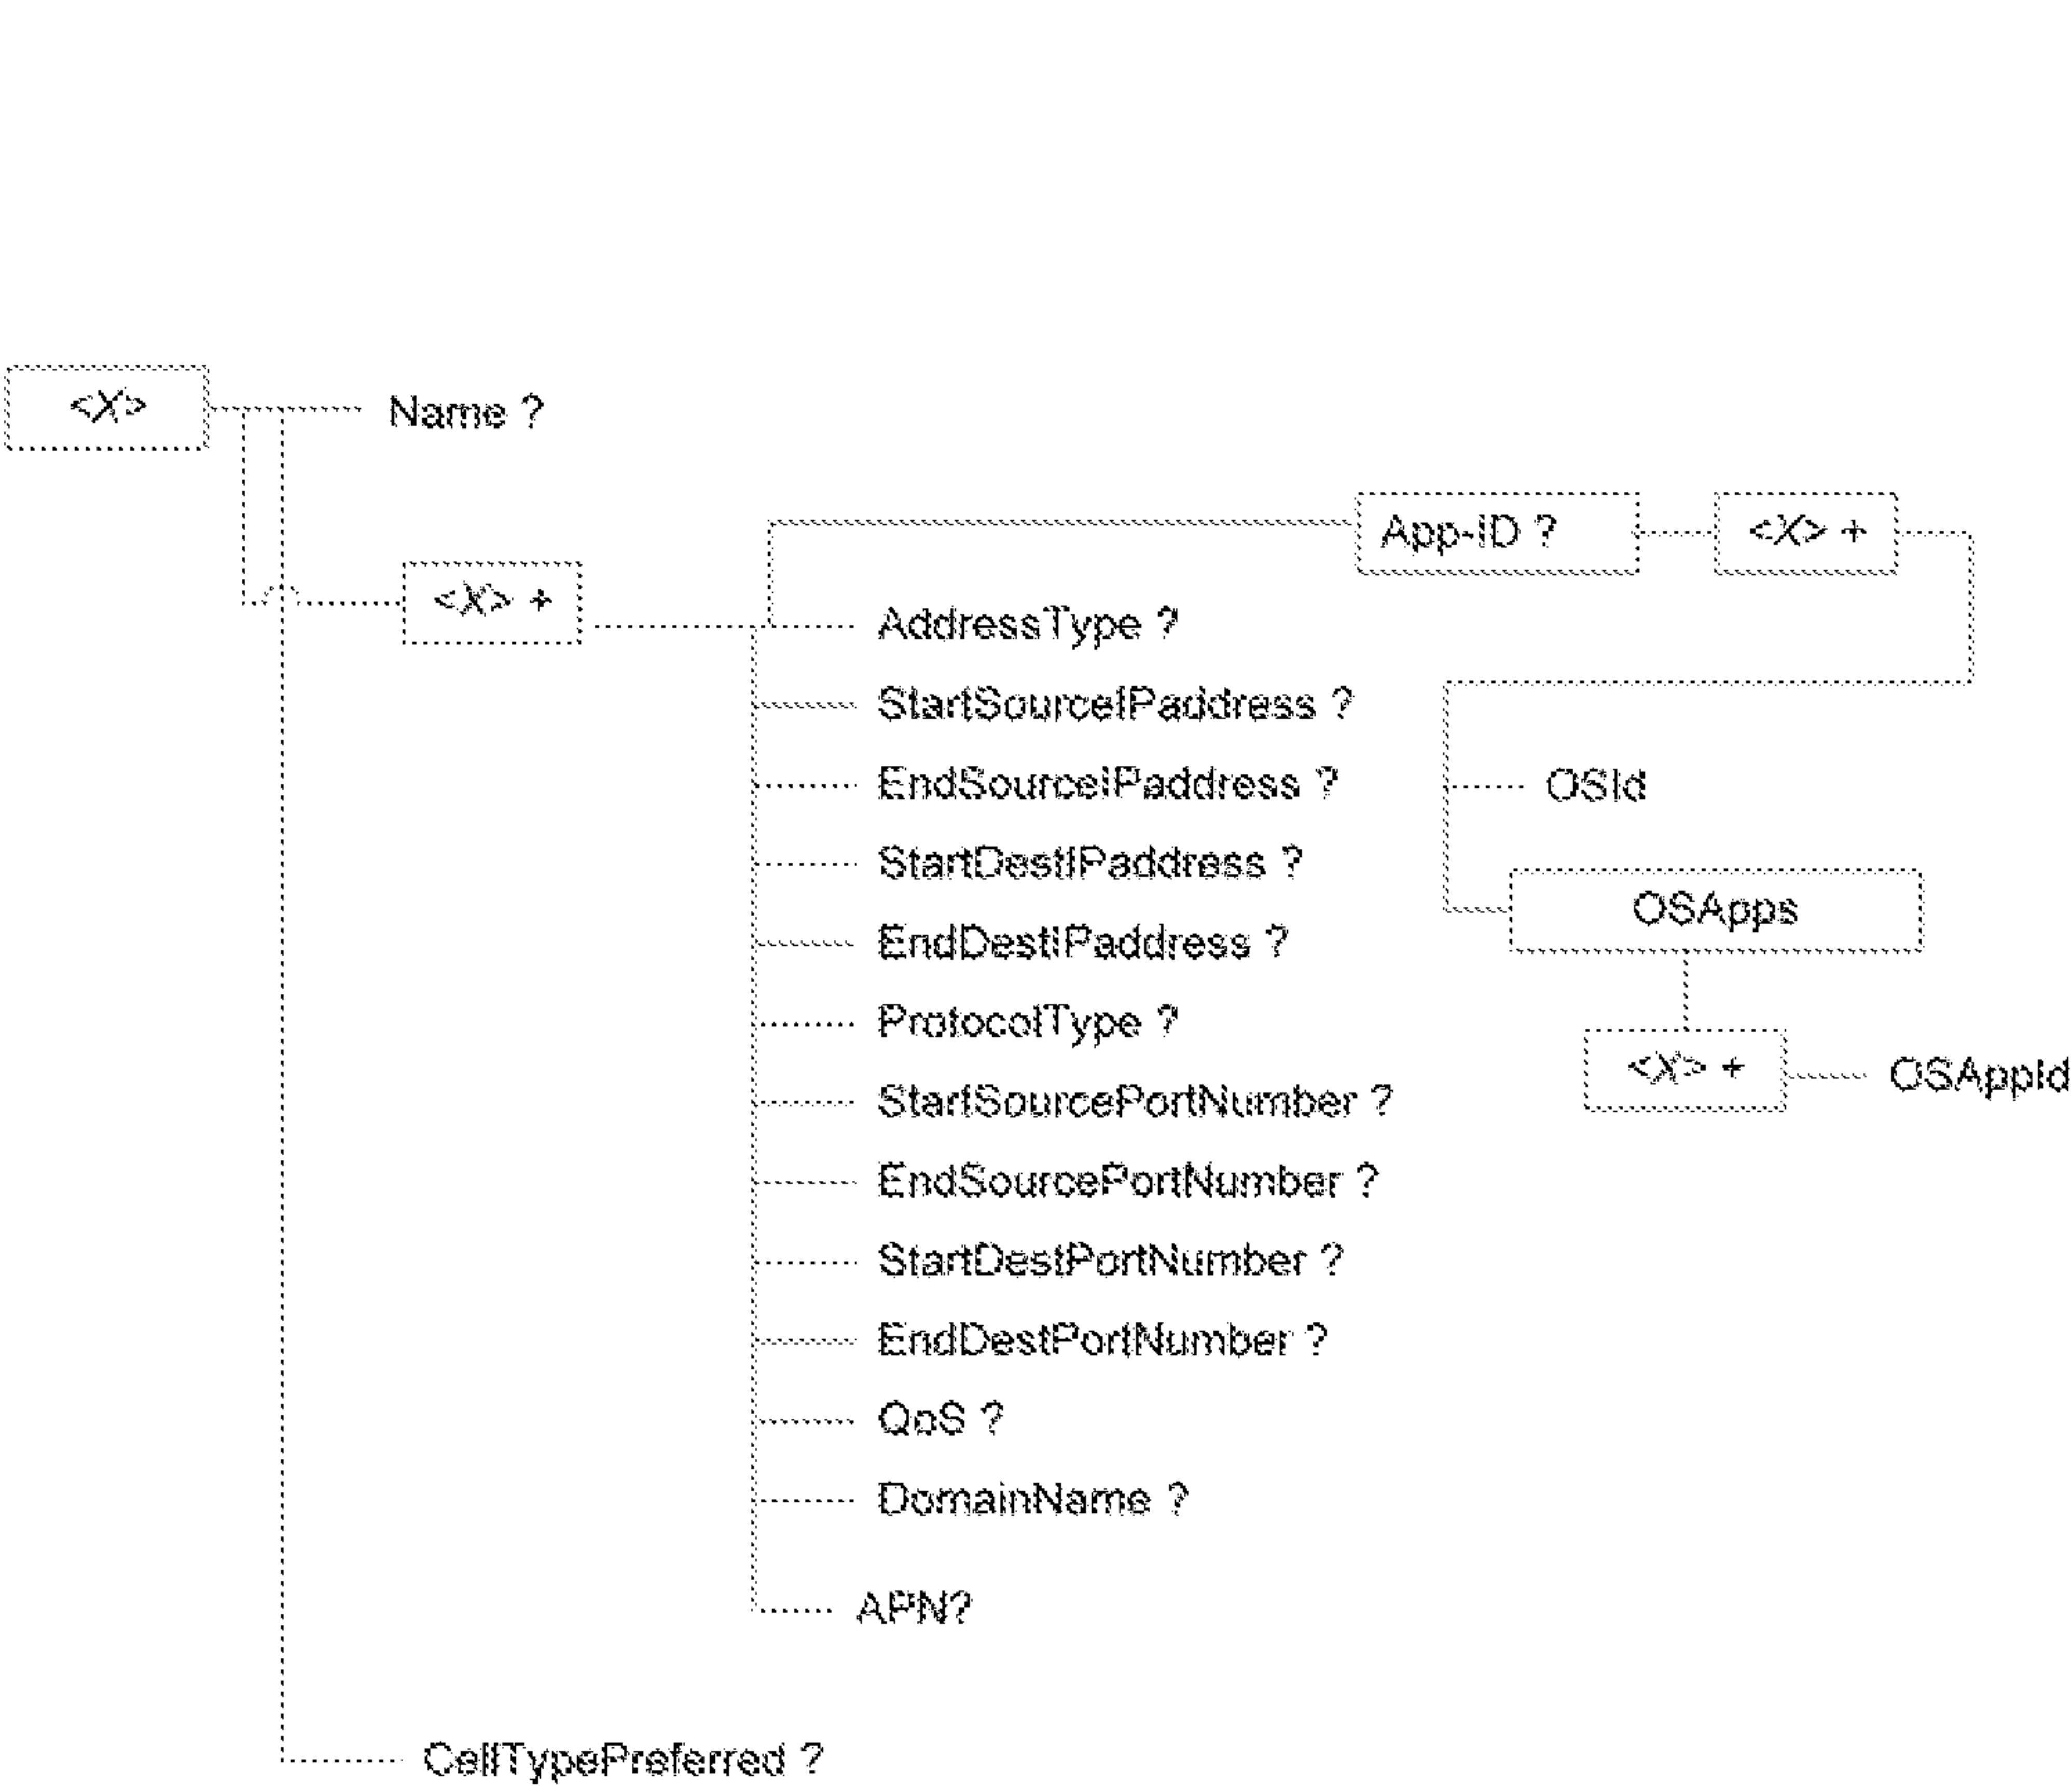 <X>
Name ?
App-ID ?
<X> +
<X> +
AddressType ?
StartSourceIPaddress ?
EndSourceIPaddress ?
OSId
StartDestIPaddress ?
OSApps
EndDestIPaddress ?
ProtocolType ?
<X> +
OSAppId
StartSourcePortNumber ?
EndSourcePortNumber ?
StartDestPortNumber ?
EndDestPortNumber ?
QoS ?
DomainName ?
APN?
CellTypePreferred ?